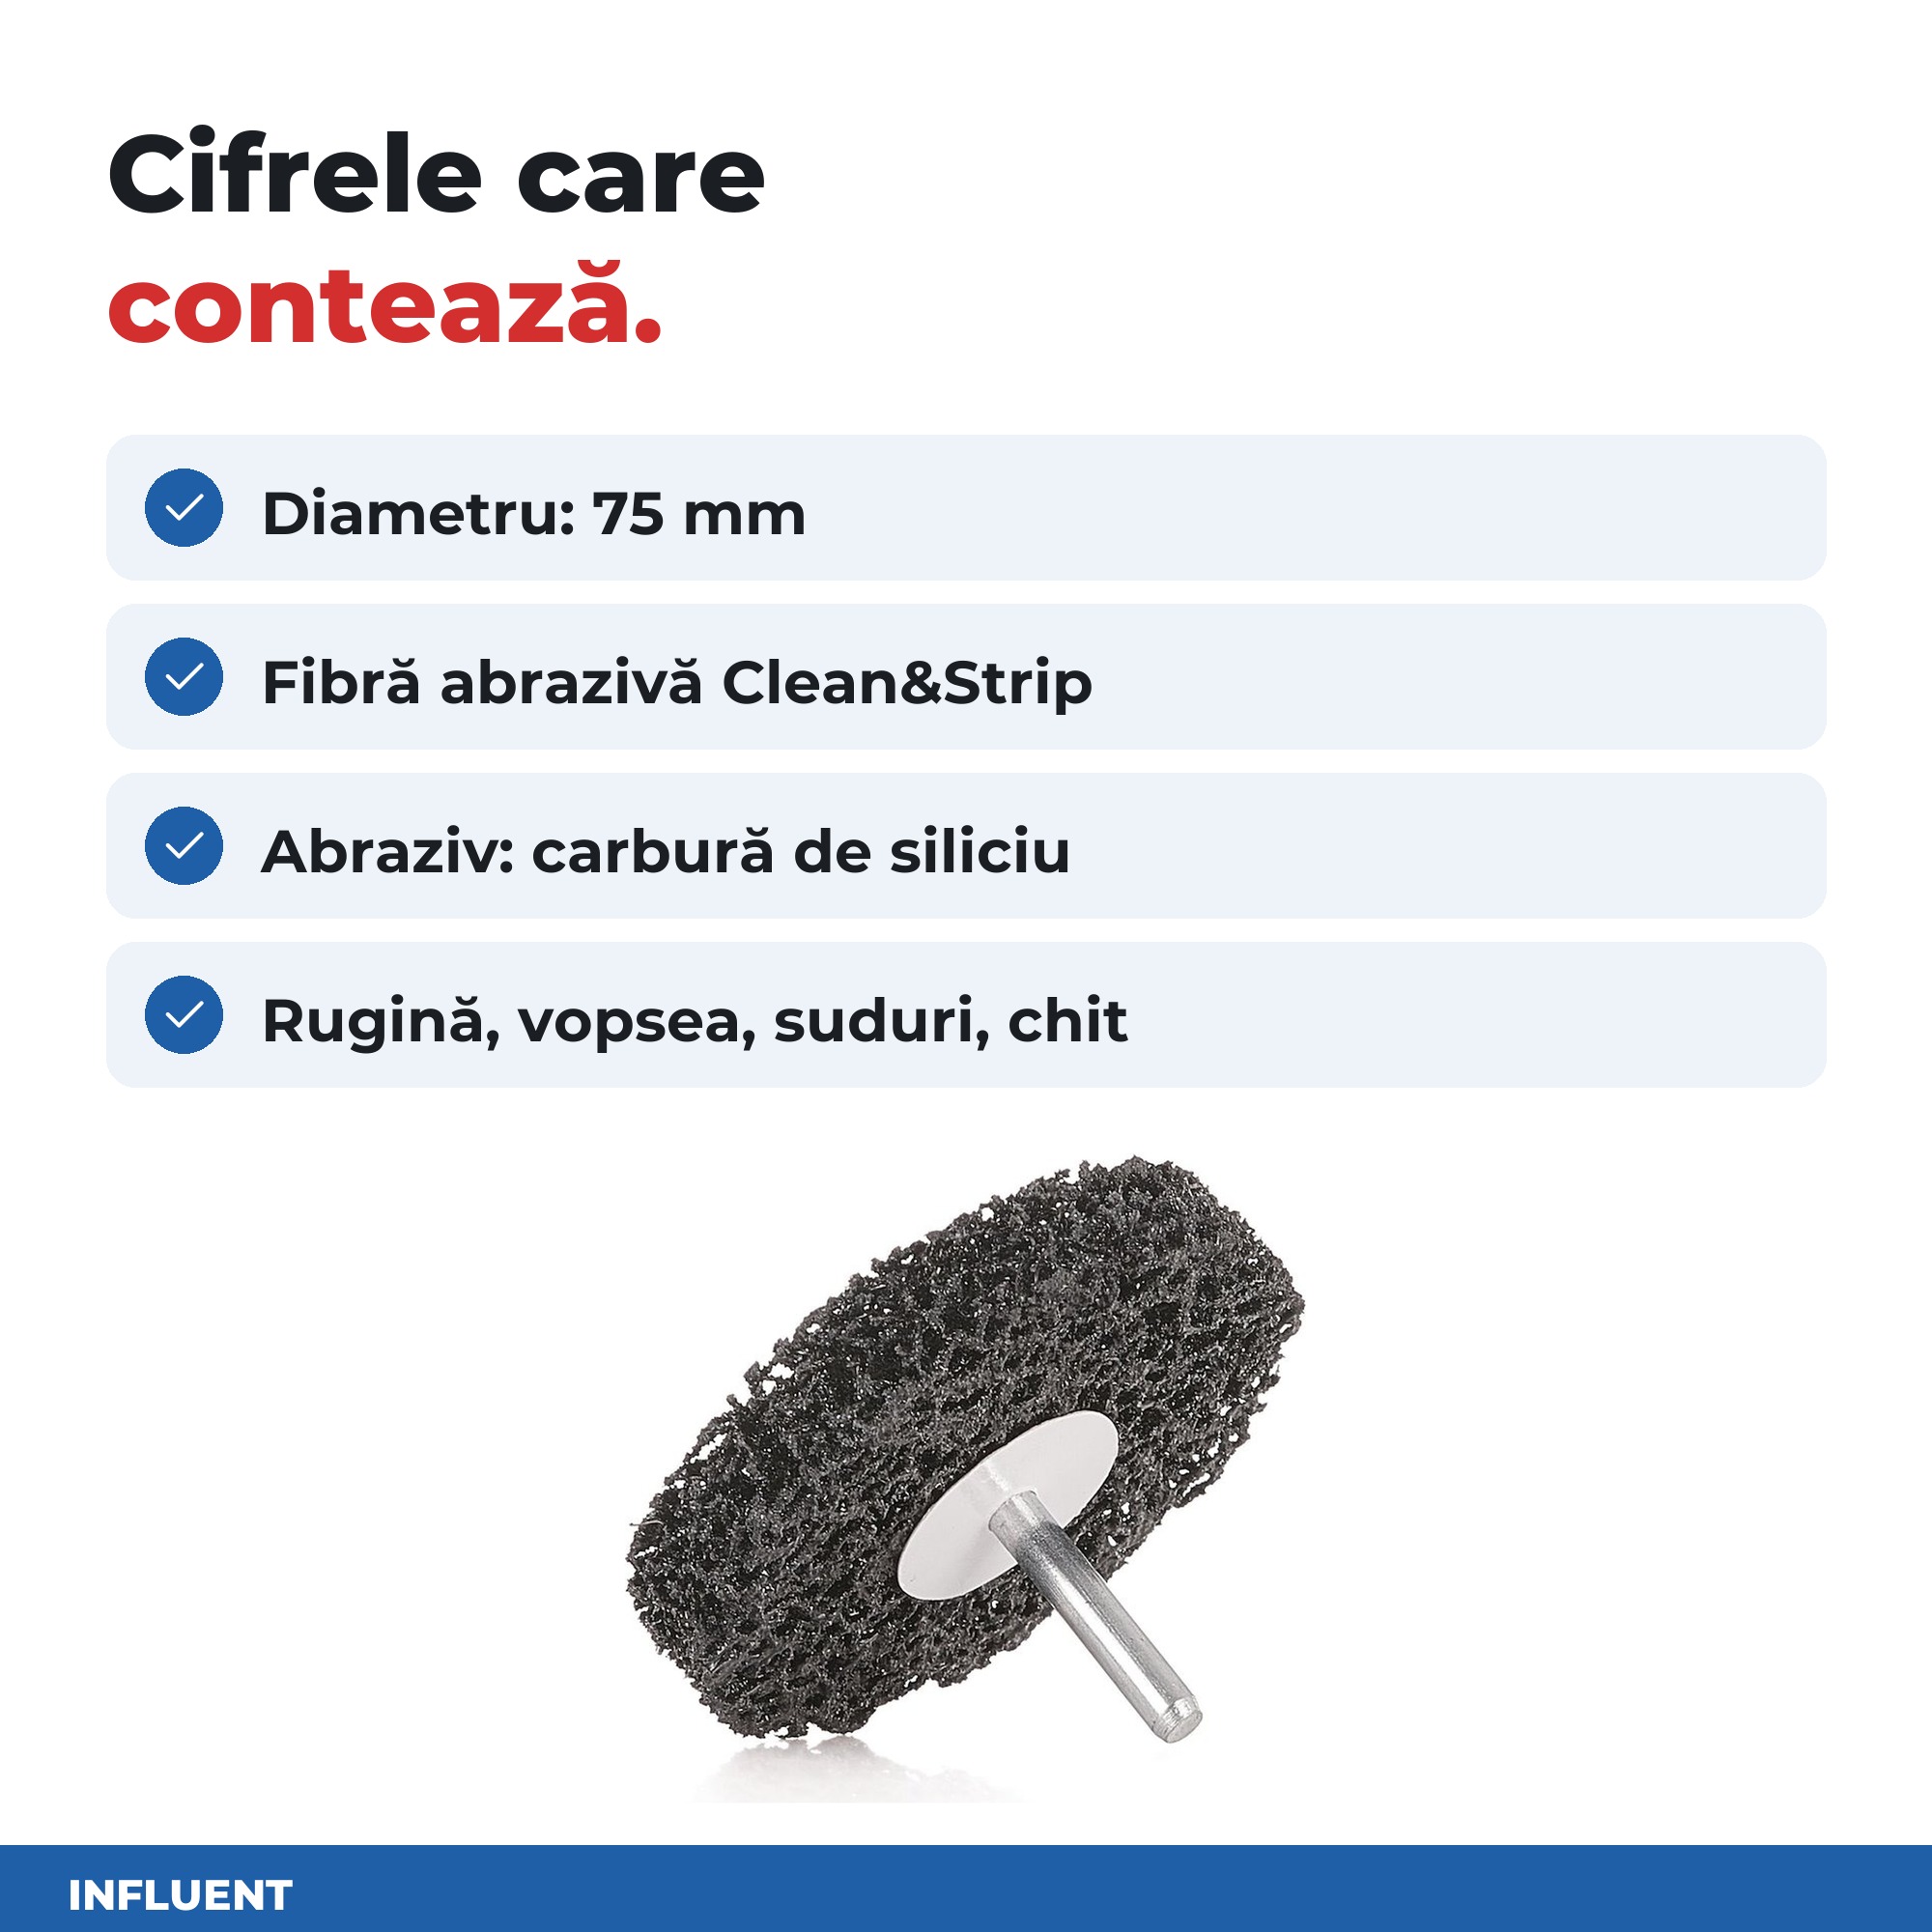 Cifrele care
contează.
Diametru: 75 mm
Fibră abrazivă Clean&Strip
Abraziv: carbură de siliciu
Rugină, vopsea, suduri, chit
INFLUENT